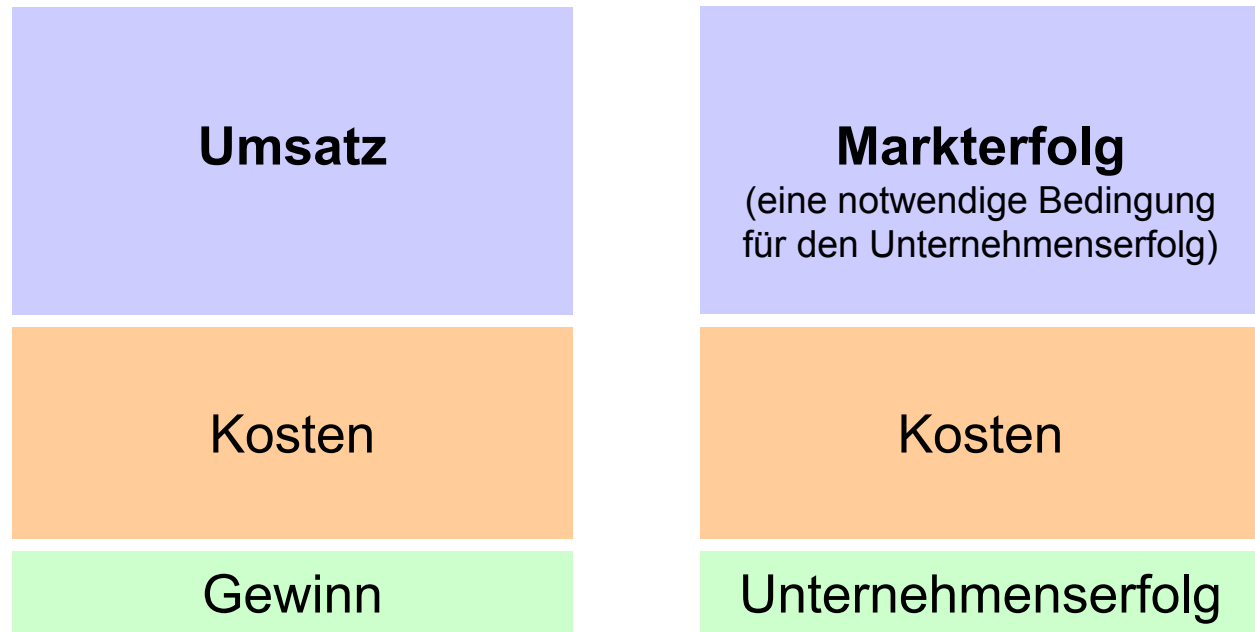 Umsatz
Kosten
Gewinn
Markterfolg
(eine notwendige Bedingung
für den Unternehmenserfolg)
Kosten
Unternehmenserfolg